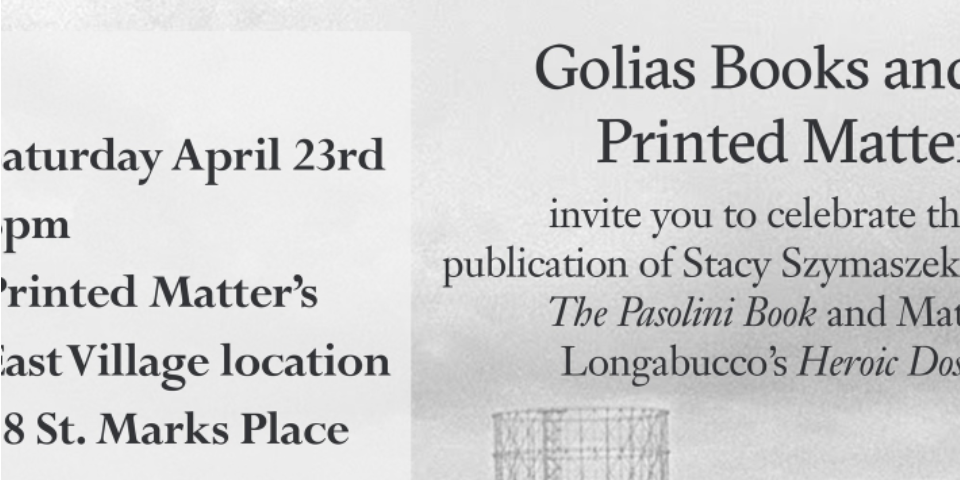 aturday April 23rd
pm
Printed Matter's
East Village location
8 St. Marks Place
Golias Books and
Printed Matter
invite you to celebrate th
publication of Stacy Szymaszek
The Pasolini Book and Mat
Longabucco's Heroic Dos